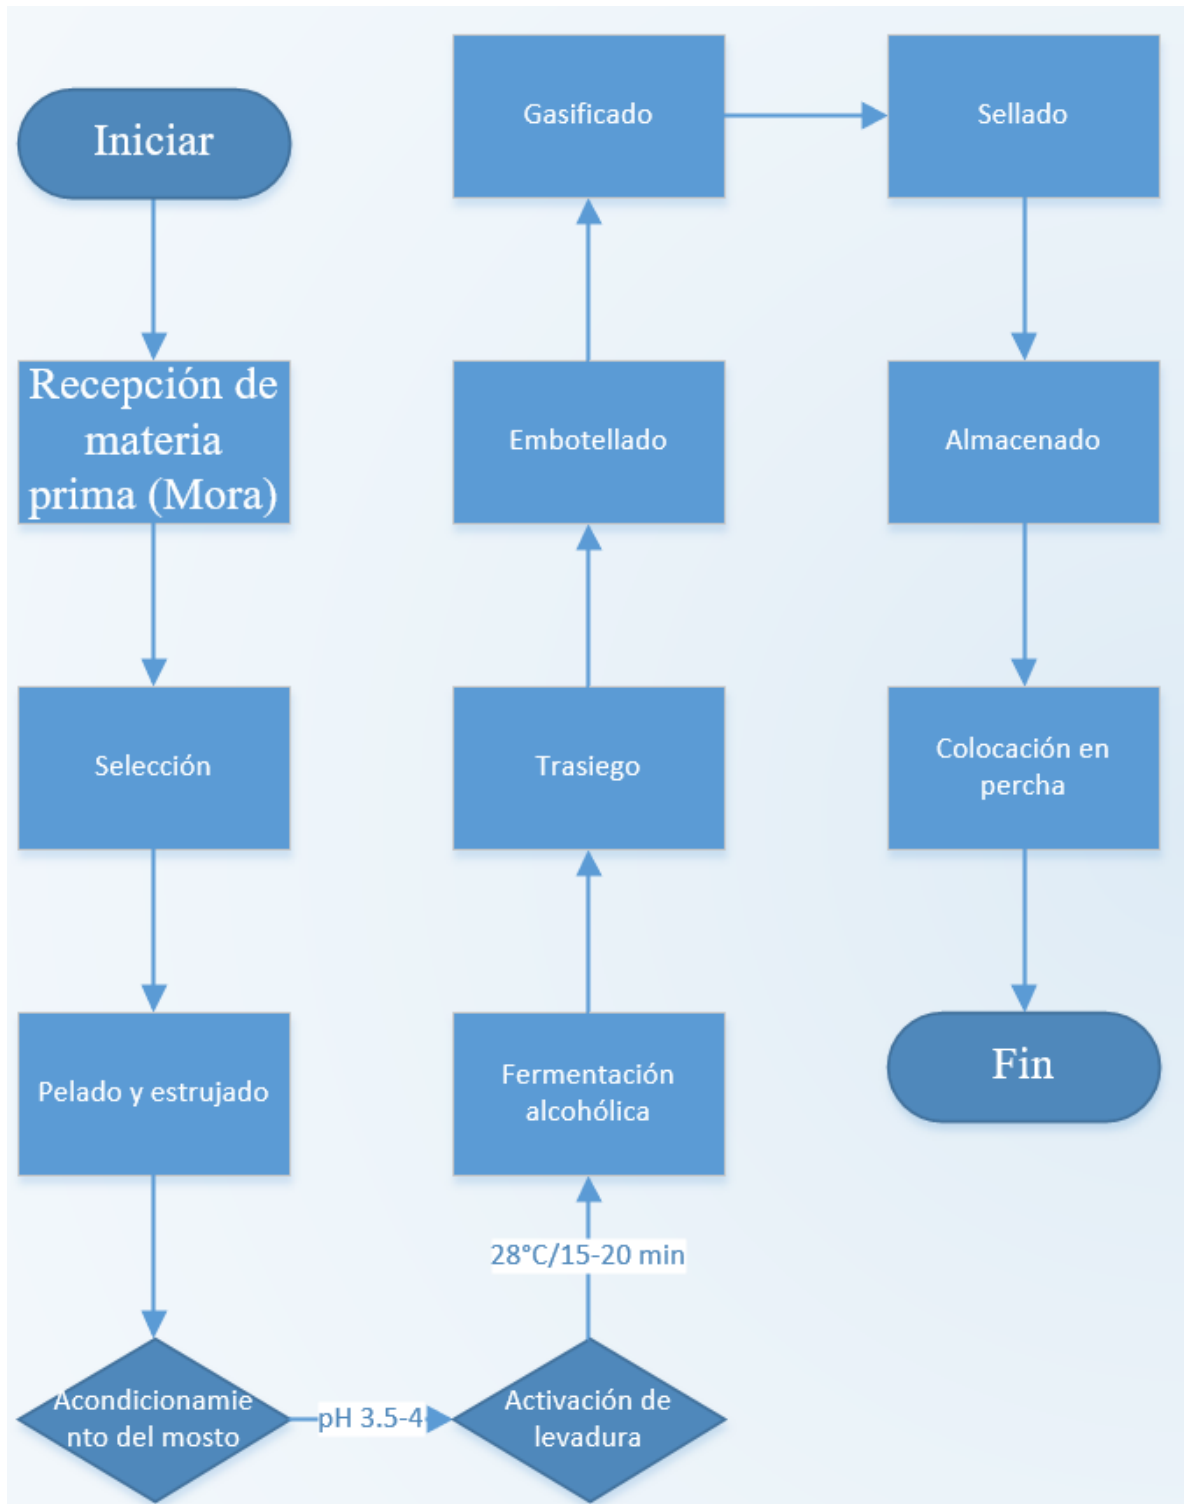 Iniciar
Recepción de
materia
prima (Mora)
Selección
Pelado y estrujado
Acondicionamie
nto del mosto
pH 3.5-4
Activación de
levadura
28°C/15-20 min
Fermentación
alcohólica
Trasiego
Embotellado
Gasificado
Sellado
Almacenado
Colocación en
percha
Fin